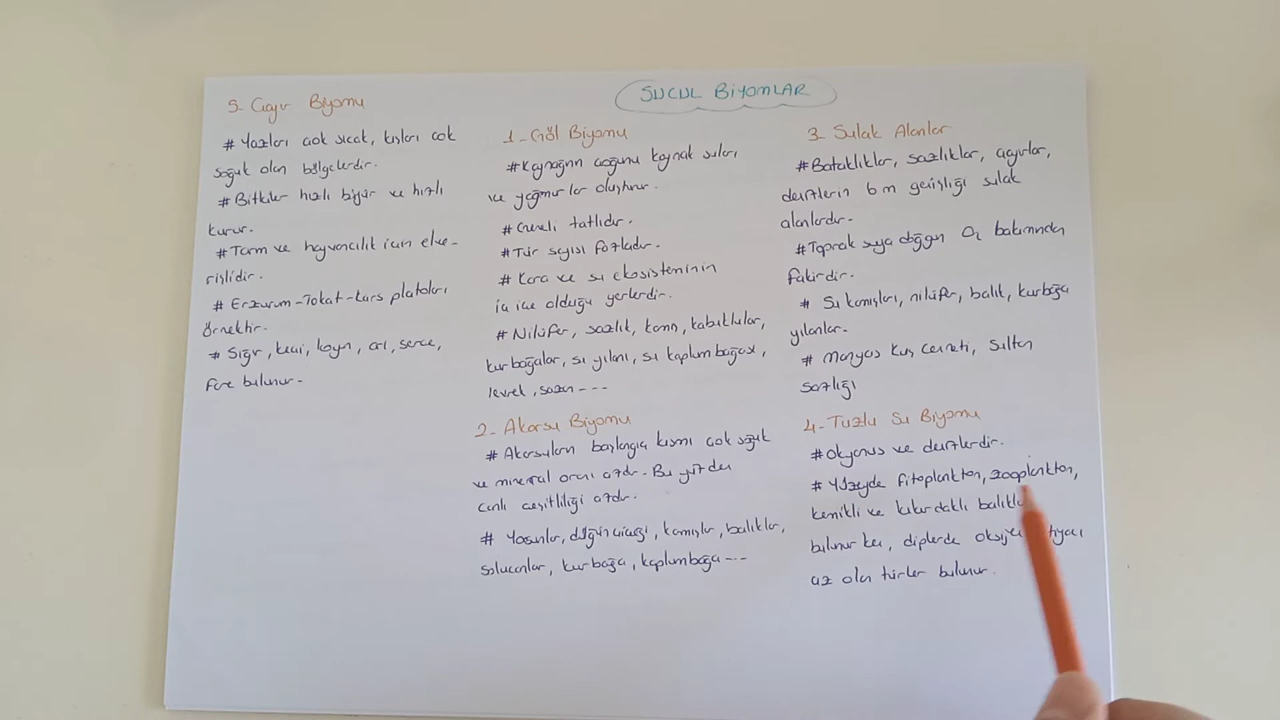 5- Çayır Biyomu
# Yazları çok sıcak, kışları çok
soğuk olan bölgelerdir.
# Bitkiler hızlı büyür ve hızlı
kurur.
# Tarım ve hayvancılık için elve-
rişlidir.
# Erzurum-Tokat-Kars platoları
örnektir.
# Sığır, keçi, koyun, arı, serçe,
fare bulunur.
SUCUL BİYOMLAR
1- Göl Biyomu
# Kaynağın çoğunu kaynak suları
ve yağmurlar oluşturur.
# Geneli tatlıdır.
# Tür sayısı fazladır.
# Kara ve su ekosisteminin
iç içe olduğu yerlerdir.
# Nilüfer, sazlık, kamış, kabuklular,
kurbağalar, su yılanı, su kaplumbağası,
levrek, sazan ---
2- Akarsu Biyomu
# Akarsuların başlangıç kısmı çok soğuk
ve mineral oranı azdır. Bu yüzden
canlı çeşitliliği azdır.
# Yosunlar, düğün çiçeği, kamışlar, balıklar,
solucanlar, kurbağa, kaplumbağa ---
3- Sulak Alanlar
# Bataklıklar, sazlıklar, çayırlar,
denizlerin 6 m genişliği sulak
alanlardır.
# Toprak suya doygun O₂ bakımından
fakirdir.
# Su kamışları, nilüfer, balık, kurbağa
yılanlar.
# Manyas Kuş Cenneti, Sultan
Sazlığı
4- Tuzlu Su Biyomu
# Okyanus ve denizlerdir.
# Yüzeyde fitoplankton, zooplankton,
kemikli ve kıkırdaklı
bulunurken, diplerde
az olan türler bulunur.